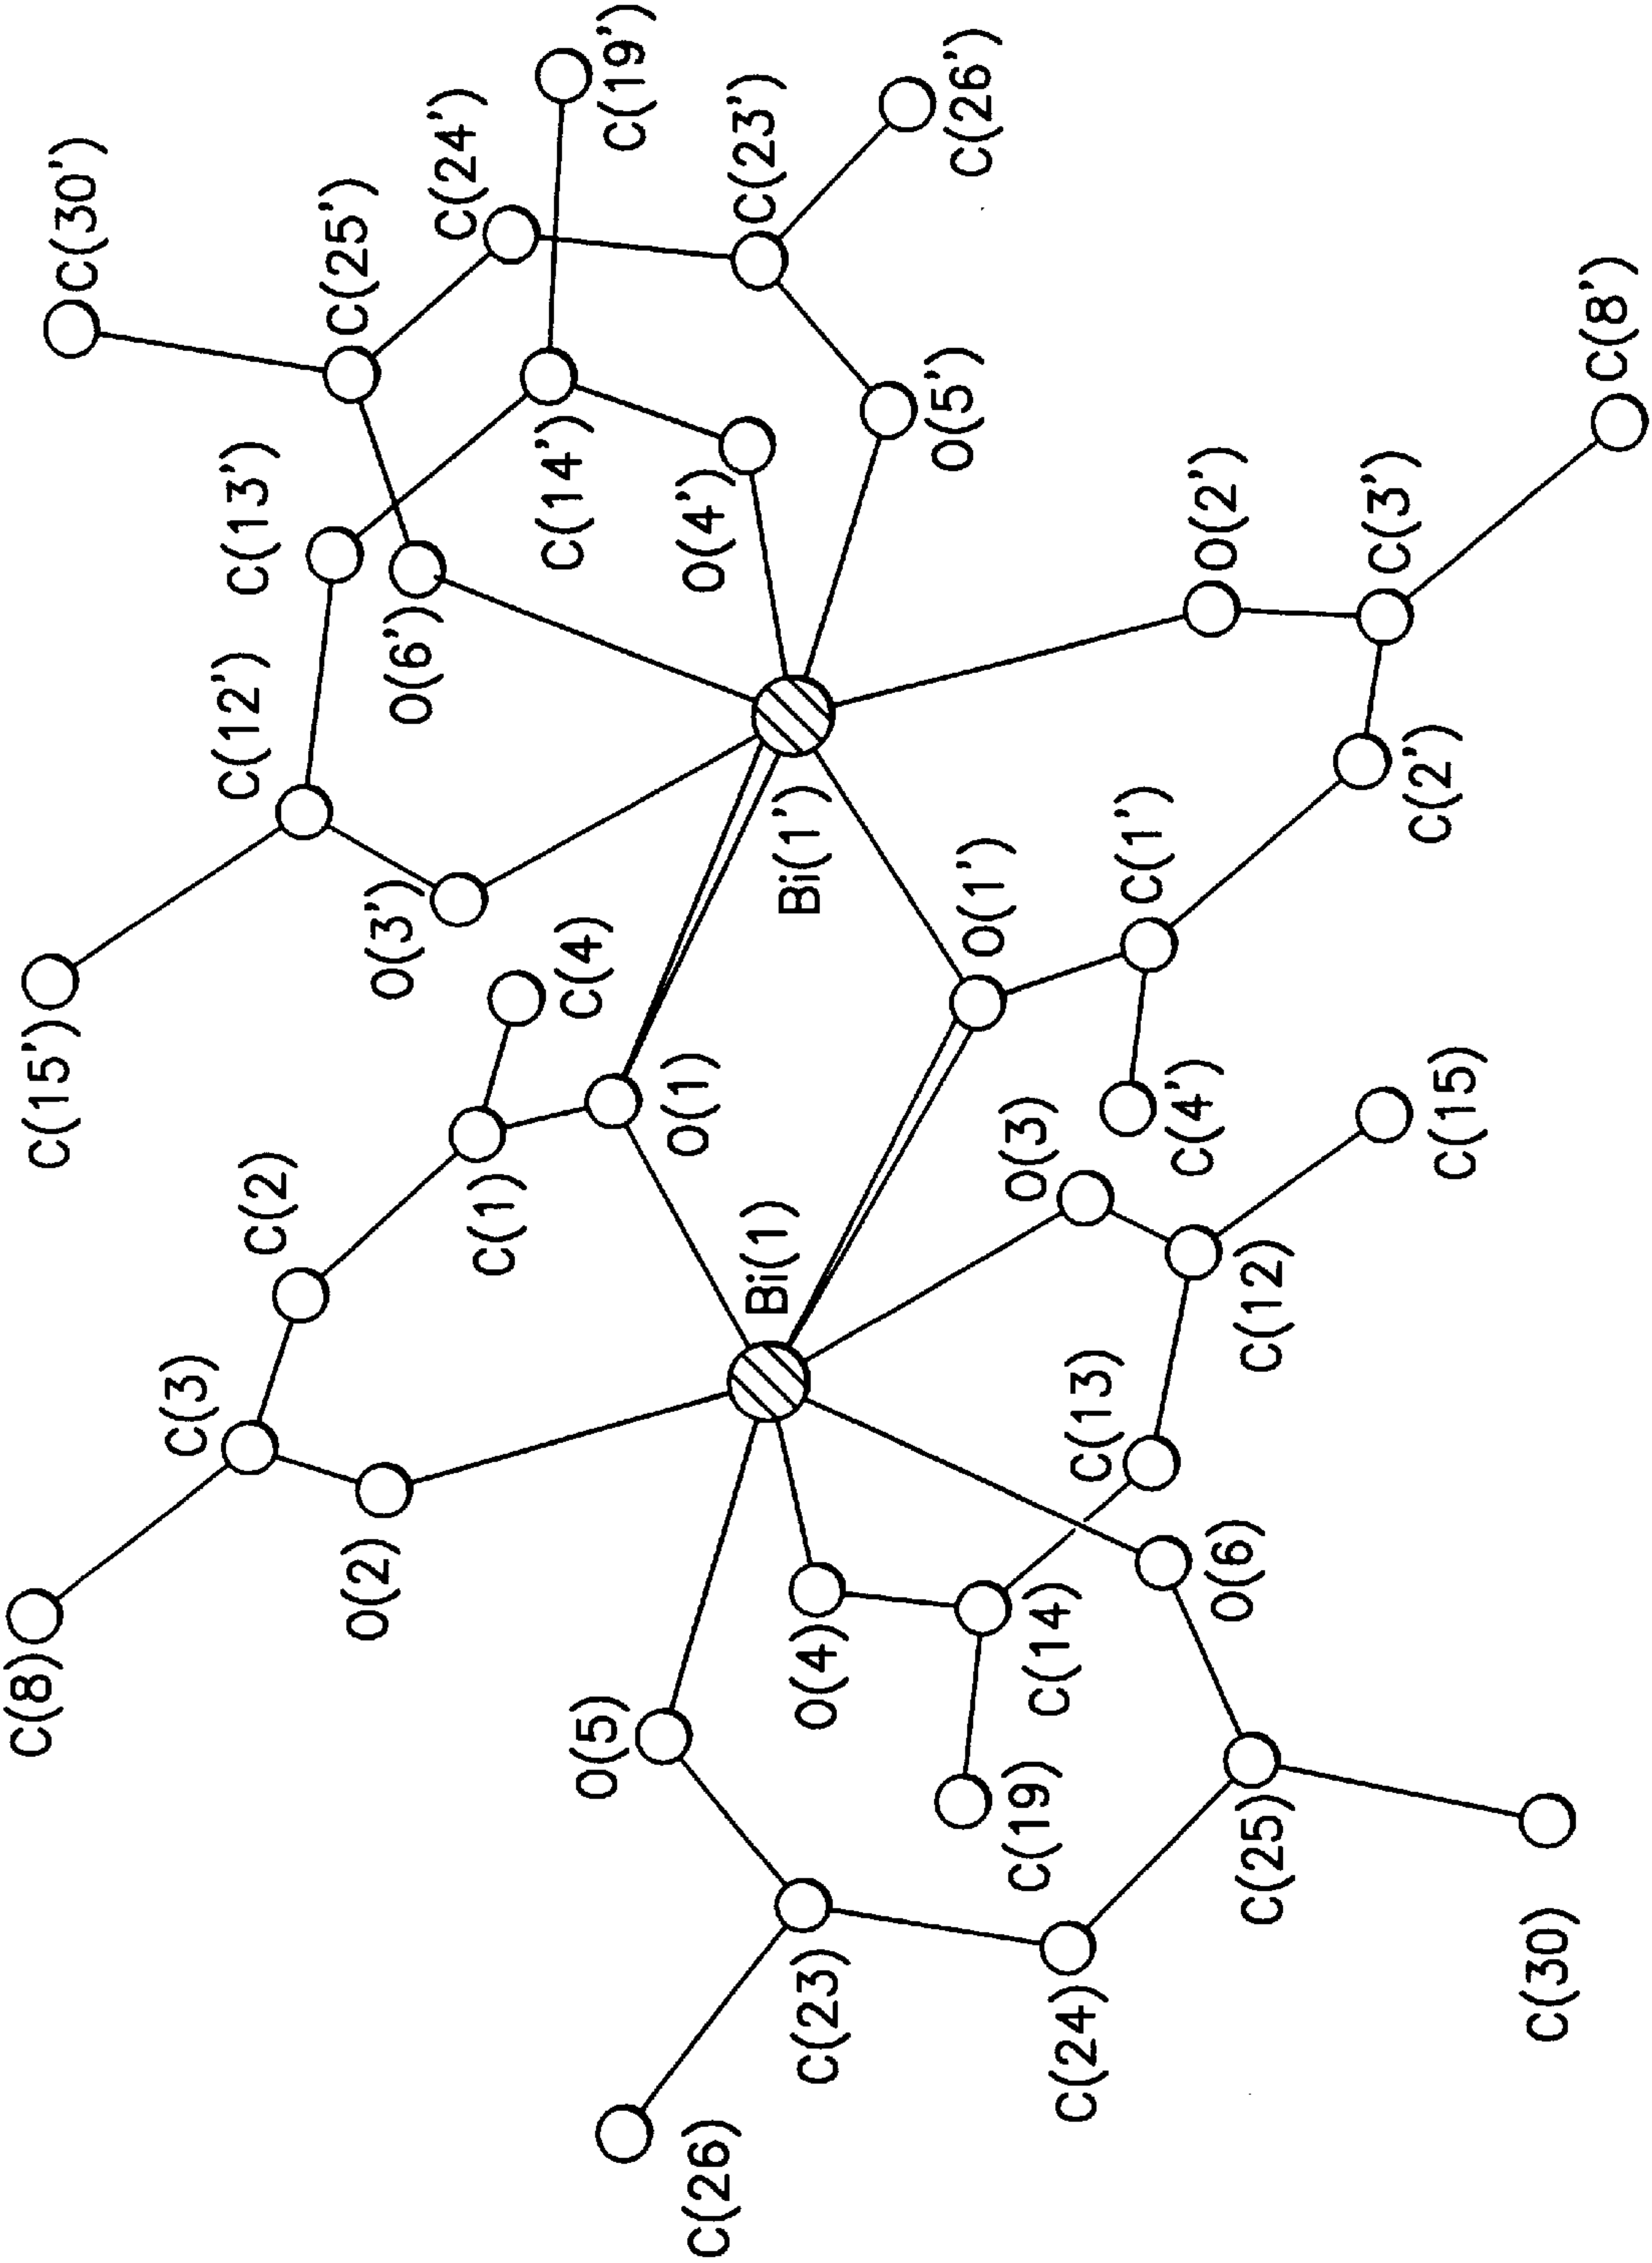 C(8)
C(3)
C(2)
C(15')
C(12')
C(13')
C(30')
C(25')
C(24')
C(19')
O(2)
C(1)
C(4)
O(3')
O(6')
C(14')
O(1)
O(4')
C(23')
C(26')
O(5)
Bi(1)
Bi(1')
O(5')
C(26)
C(23)
O(4)
O(1')
C(19)
C(14)
C(13)
O(3)
C(1')
O(2')
C(24)
O(6)
C(4')
C(25)
C(12)
C(3')
C(2')
C(15)
C(8')
C(30)